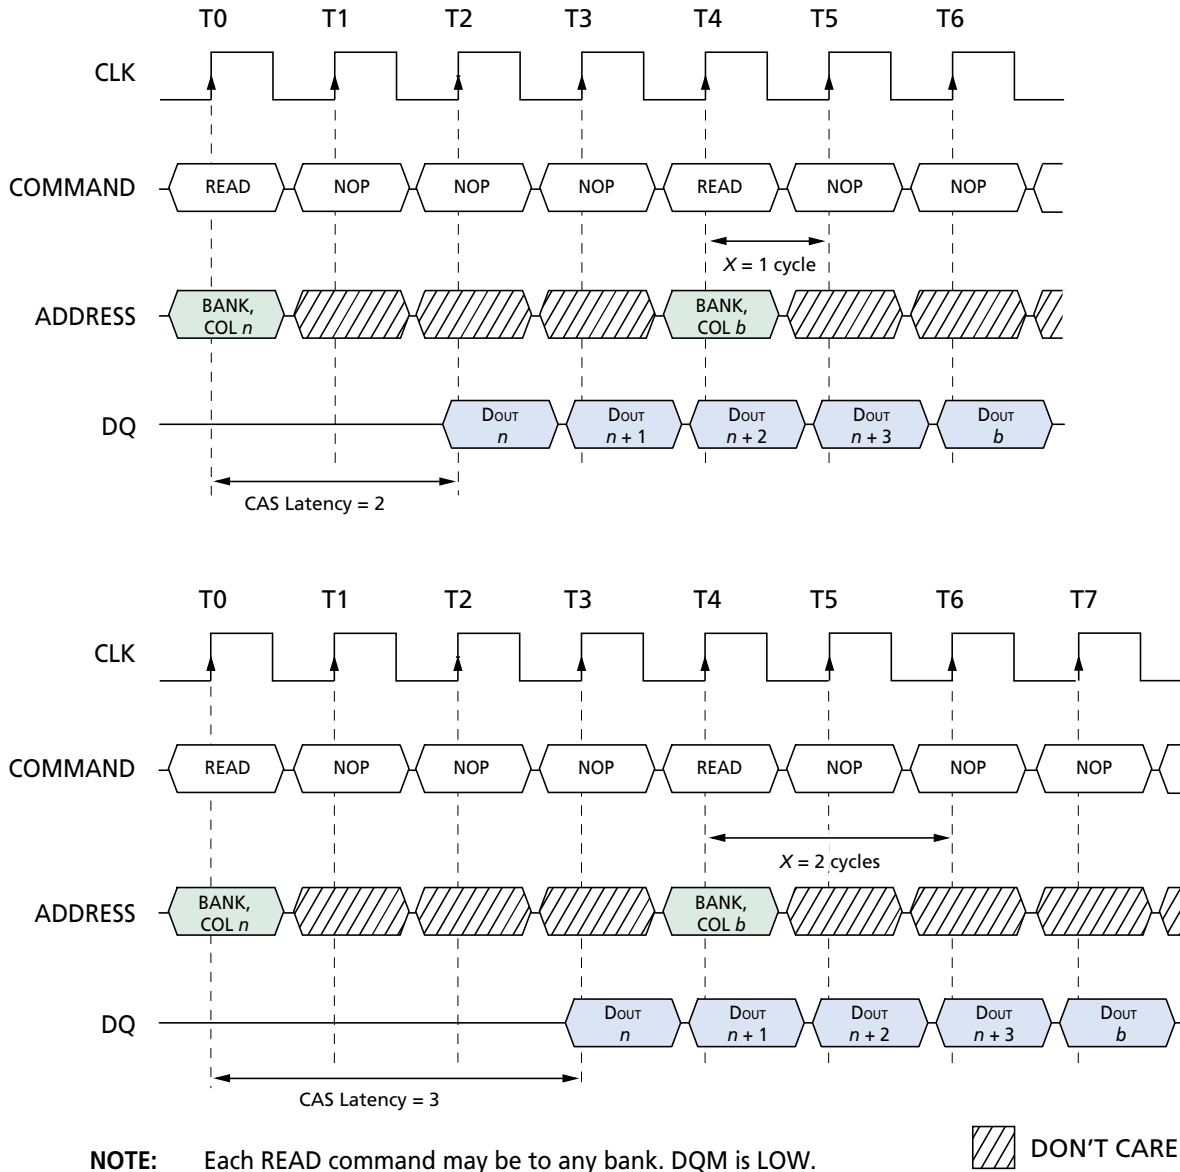 T0 T1 T2 T3 T4 T5 T6
CLK
COMMAND READ NOP NOP NOP READ NOP NOP
X = 1 cycle
ADDRESS BANK, COL n BANK, COL b
DQ DOUT n DOUT n + 1 DOUT n + 2 DOUT n + 3 DOUT b
CAS Latency = 2
T0 T1 T2 T3 T4 T5 T6 T7
CLK
COMMAND READ NOP NOP NOP READ NOP NOP NOP
X = 2 cycles
ADDRESS BANK, COL n BANK, COL b
DQ DOUT n DOUT n + 1 DOUT n + 2 DOUT n + 3 DOUT b
CAS Latency = 3
NOTE: Each READ command may be to any bank. DQM is LOW.
DON'T CARE